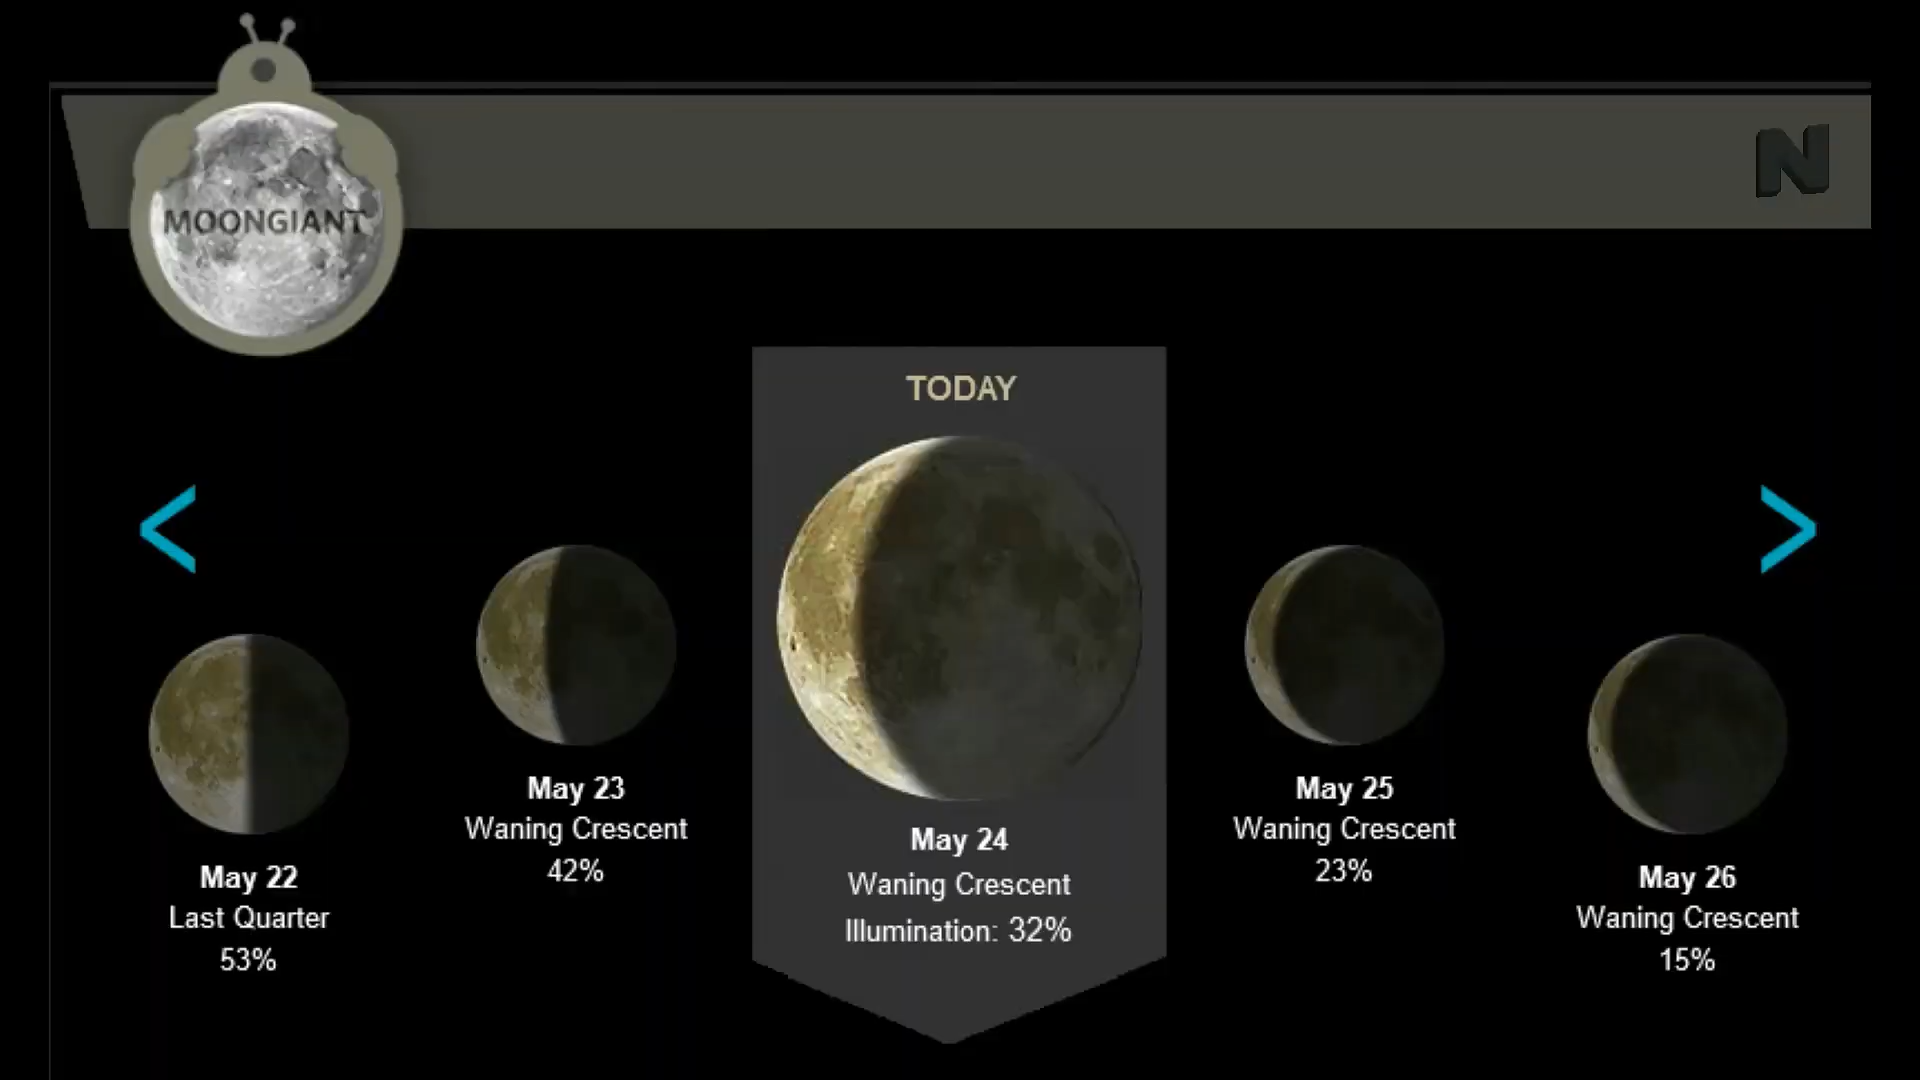 MOONGIANT
N
TODAY
May 22
Last Quarter
53%
May 23
Waning Crescent
42%
May 24
Waning Crescent
Illumination: 32%
May 25
Waning Crescent
23%
May 26
Waning Crescent
15%